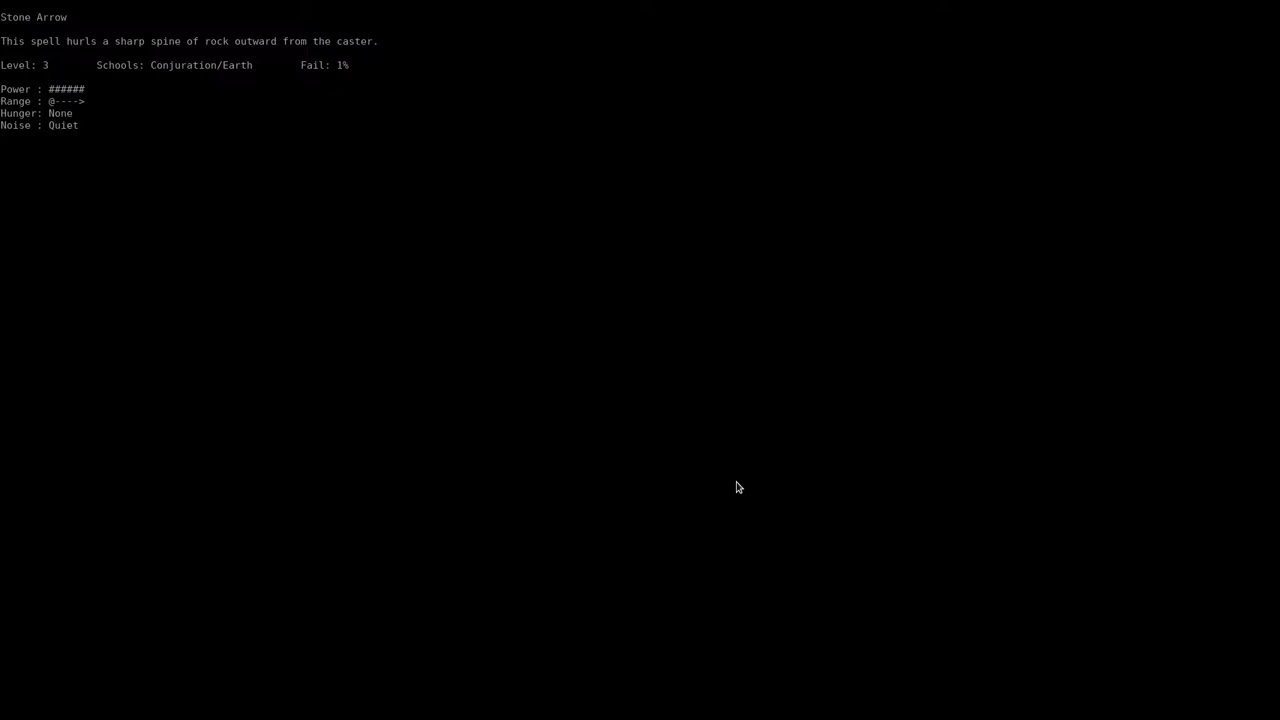 Stone Arrow
This spell hurls a sharp spine of rock outward from the caster.
Level: 3        Schools: Conjuration/Earth        Fail: 1%
Power : ######
Range : @---->
Hunger: None
Noise : Quiet